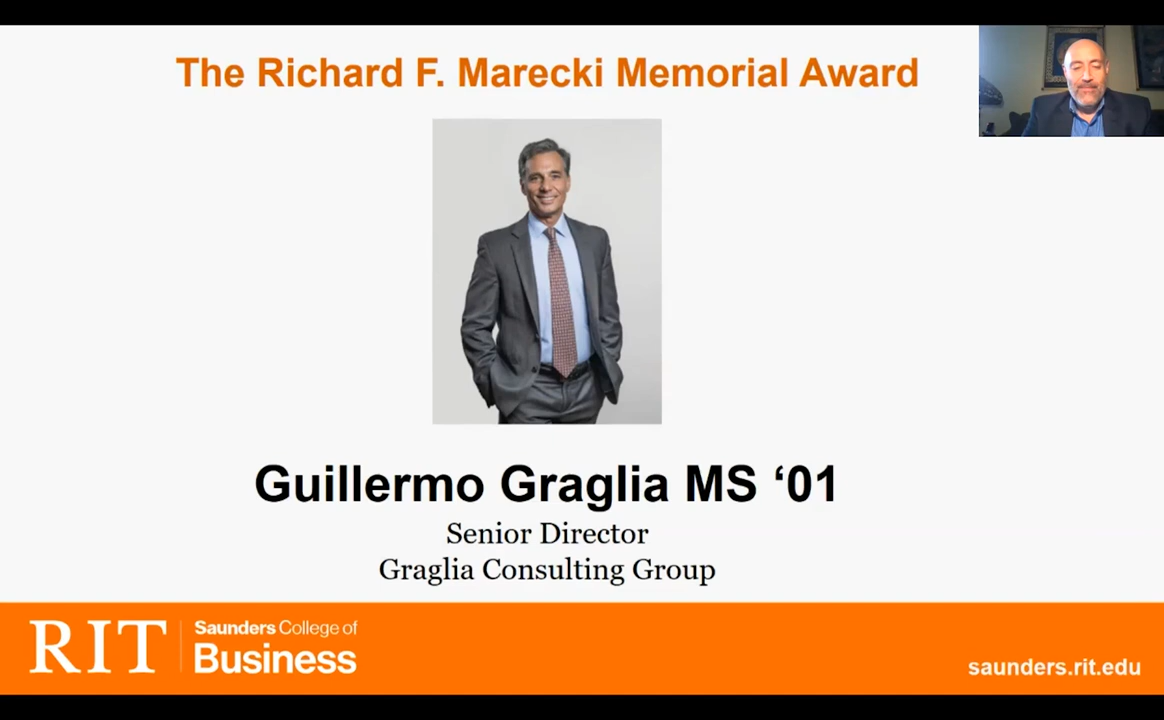 The Richard F. Marecki Memorial Award
Guillermo Graglia MS ‘01
Senior Director
Graglia Consulting Group
RIT
Saunders College of
Business
saunders.rit.edu